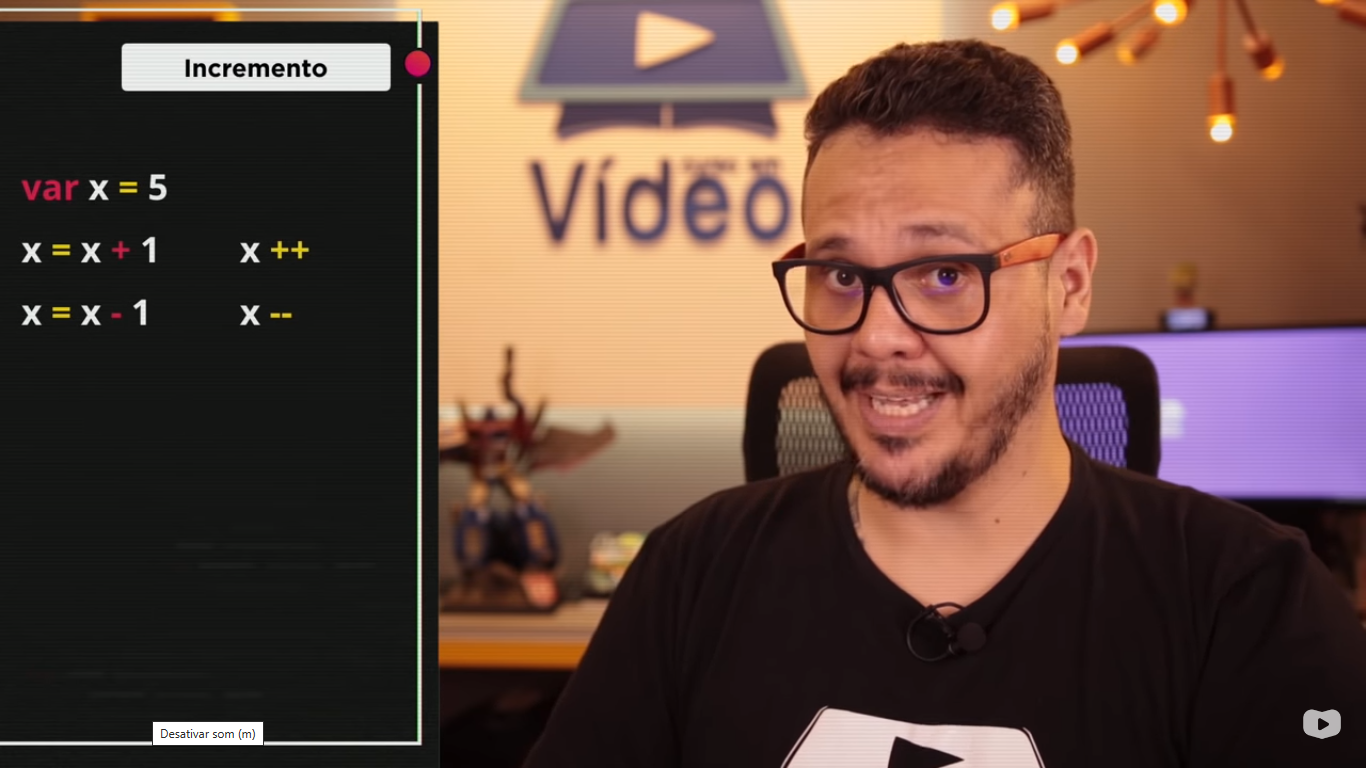 Incremento
var x = 5
x = x + 1 x ++
x = x - 1 x --
Vídeo
Desativar som (m)